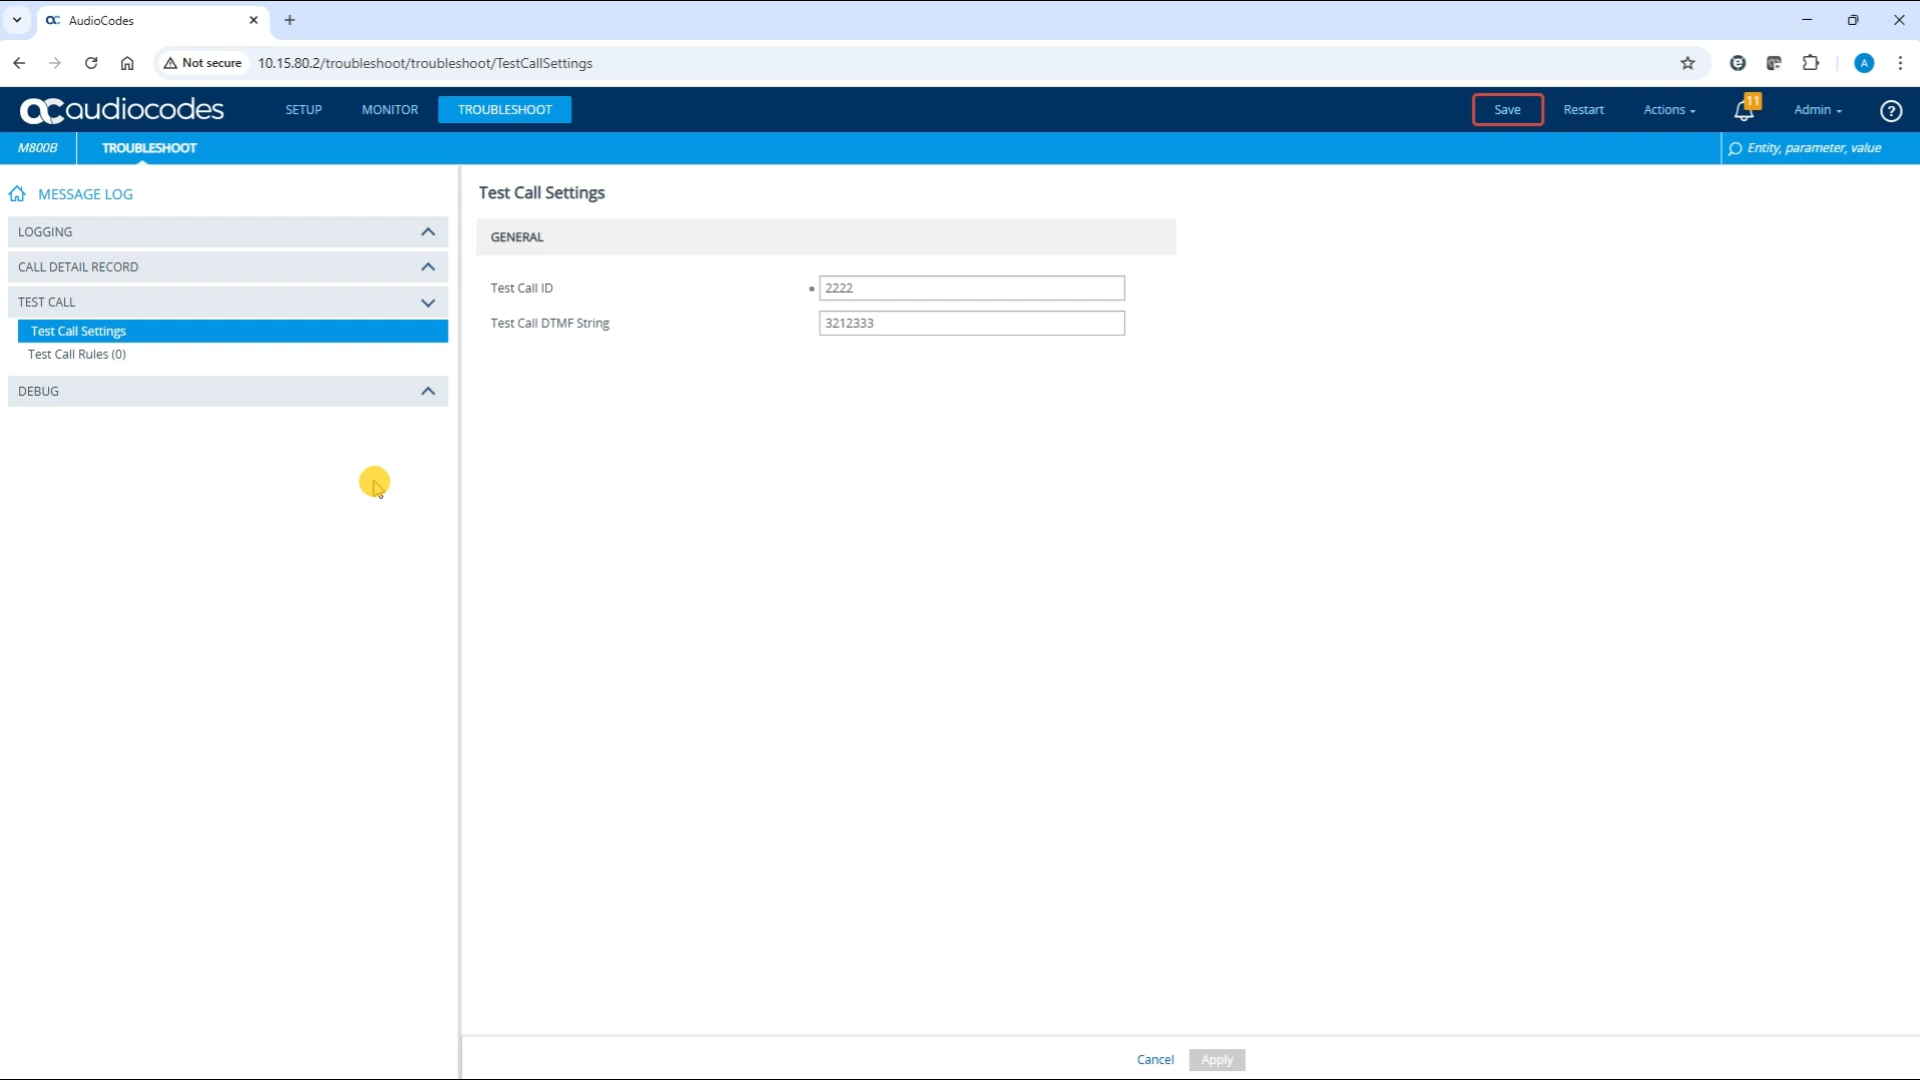 AudioCodes
Not secure
10.15.80.2/troubleshoot/troubleshoot/TestCallSettings
A
audiocodes
SETUP
MONITOR
TROUBLESHOOT
Save
Restart
Actions
11
Admin
?
M800B
TROUBLESHOOT
Entity, parameter, value
MESSAGE LOG
LOGGING
CALL DETAIL RECORD
TEST CALL
Test Call Settings
Test Call Rules (0)
DEBUG
Test Call Settings
GENERAL
Test Call ID
2222
Test Call DTMF String
3212333
Cancel
Apply